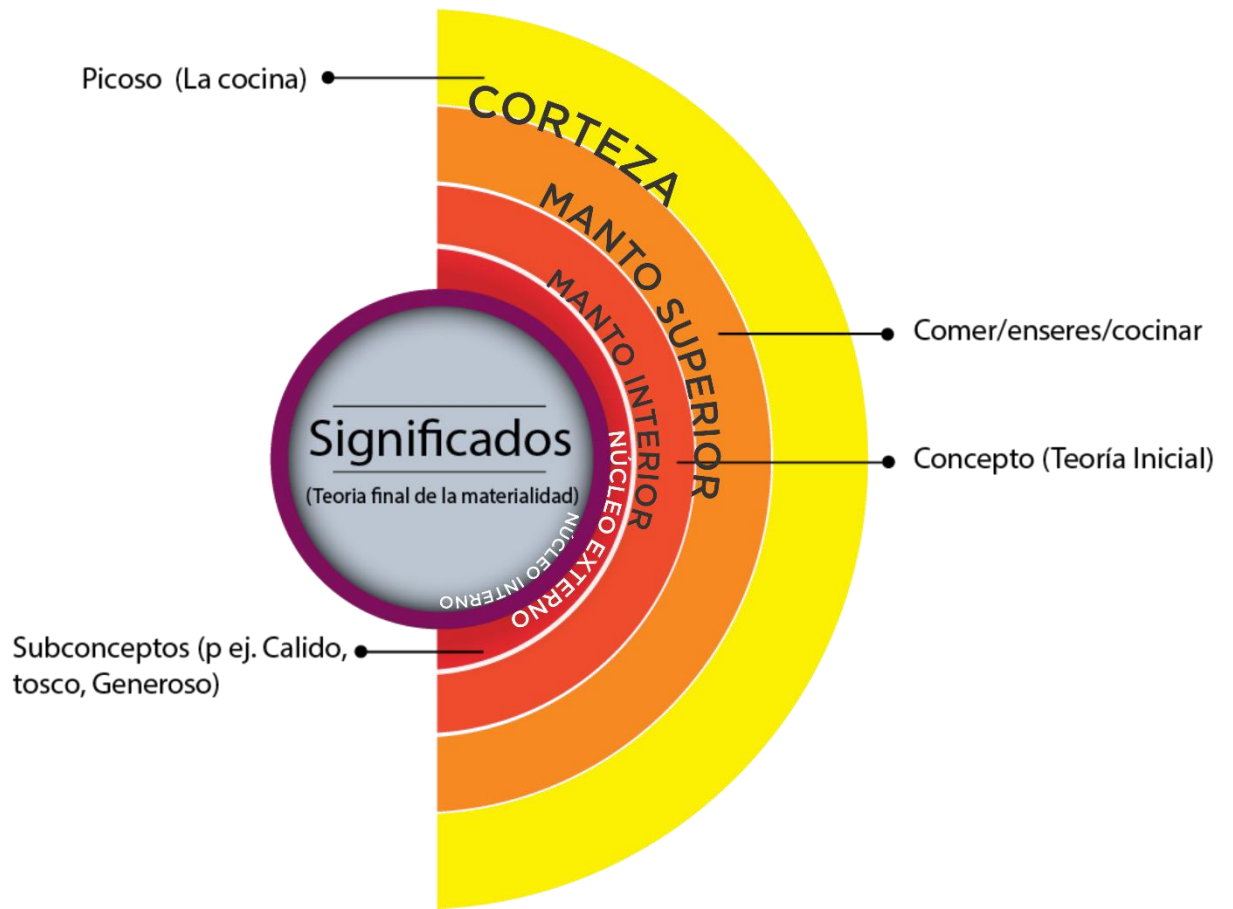 Picoso (La cocina)
CORTEZA
MANTO SUPERIOR
MANTO INTERIOR
Comer/enseres/cocinar
Significados
(Teoria final de la materialidad)
NÚCLEO EXTERNO
NÚCLEO INTERNO
Concepto (Teoría Inicial)
Subconceptos (p ej. Calido,
tosco, Generoso)